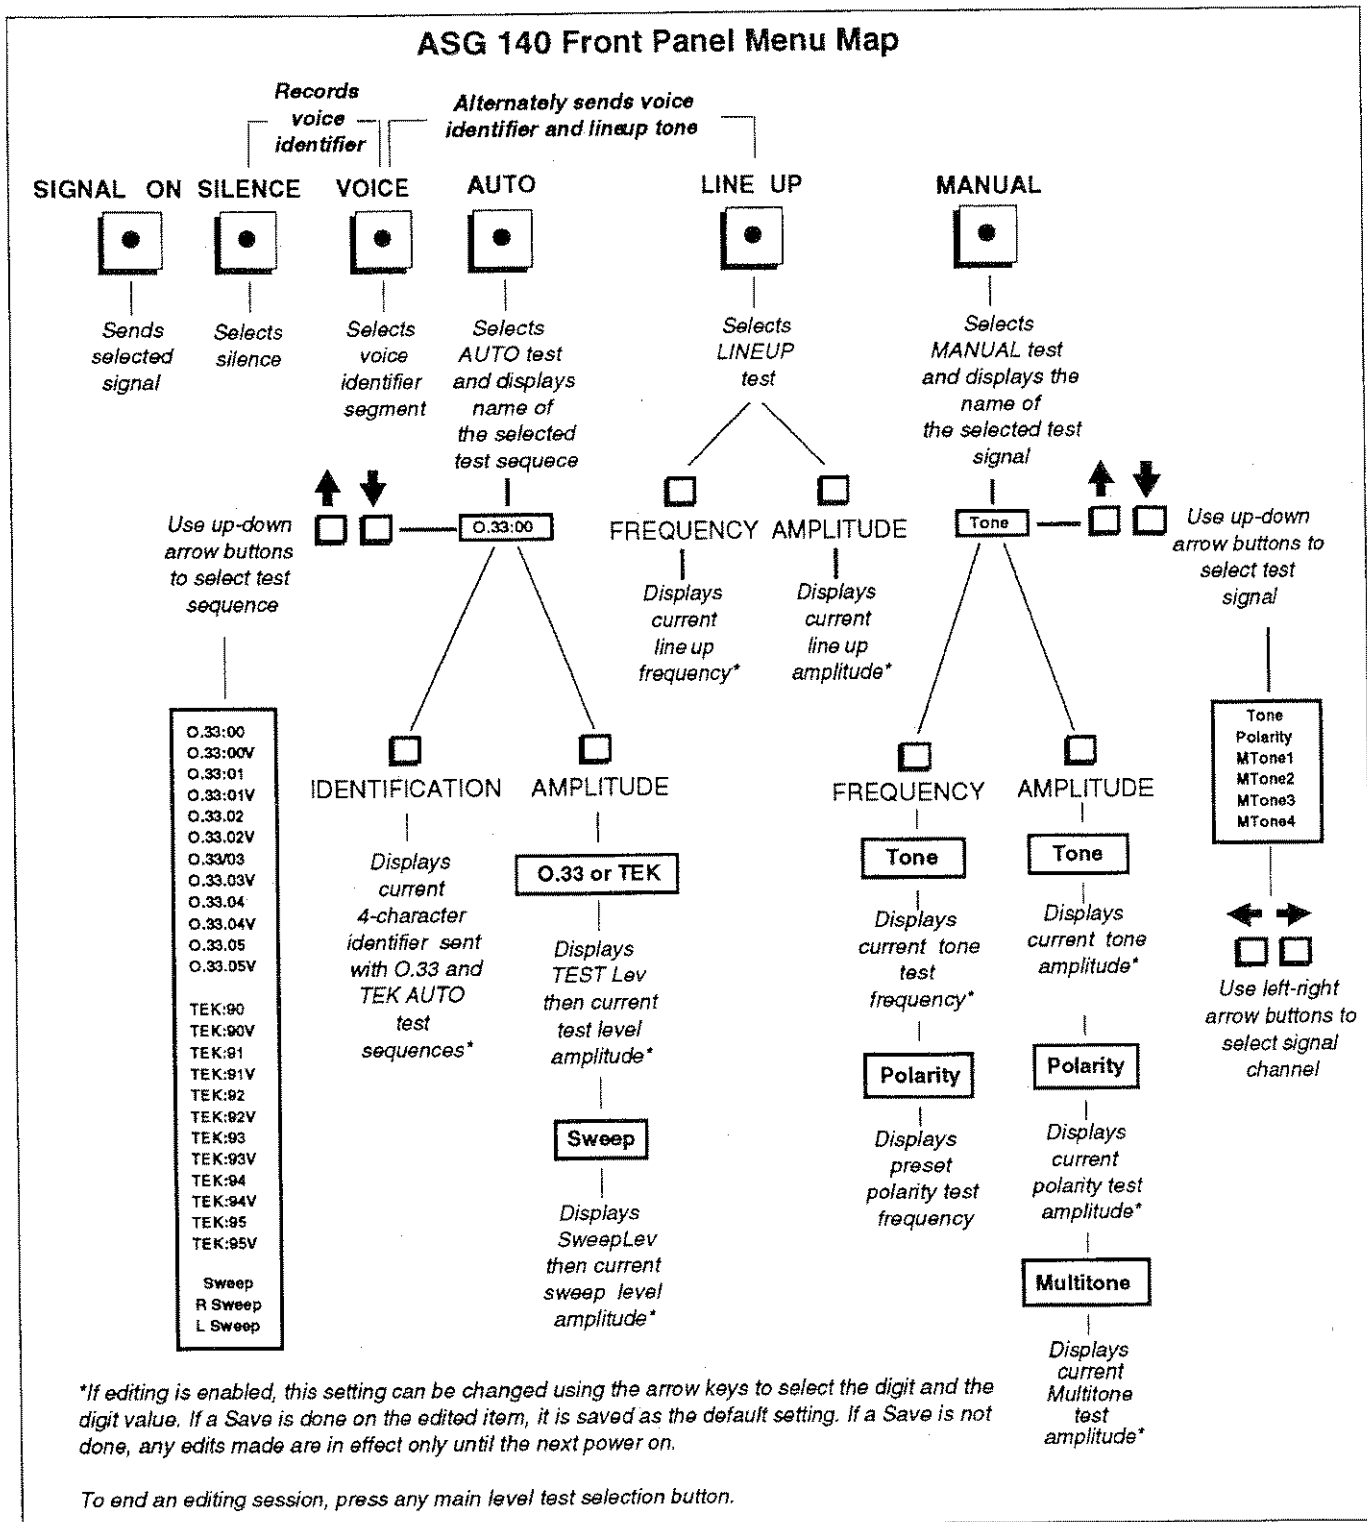 ASG 140 Front Panel Menu Map
Records
voice
identifier
Alternately sends voice
identifier and lineup tone
SIGNAL ON
SILENCE
VOICE
AUTO
LINE UP
MANUAL
Sends
selected
signal
Selects
silence
Selects
voice
identifier
segment
Selects
AUTO test
and displays
name of
the selected
test sequece
Selects
LINEUP
test
Selects
MANUAL test
and displays the
name of
the selected test
signal
Use up-down
arrow buttons
to select test
sequence
O.33:00
FREQUENCY
AMPLITUDE
Displays
current
line up
frequency*
Displays
current
line up
amplitude*
Tone
Use up-down
arrow buttons to
select test
signal
O.33:00
O.33:00V
O.33:01
O.33:01V
O.33.02
O.33.02V
O.33/03
O.33.03V
O.33.04
O.33.04V
O.33.05
O.33.05V
TEK:90
TEK:90V
TEK:91
TEK:91V
TEK:92
TEK:92V
TEK:93
TEK:93V
TEK:94
TEK:94V
TEK:95
TEK:95V
Sweep
R Sweep
L Sweep
IDENTIFICATION
Displays
current
4-character
identifier sent
with O.33 and
TEK AUTO
test
sequences*
AMPLITUDE
O.33 or TEK
Displays
TEST Lev
then current
test level
amplitude*
Sweep
Displays
SweepLev
then current
sweep level
amplitude*
FREQUENCY
Tone
Displays
current tone
test
frequency*
Polarity
Displays
preset
polarity test
frequency
AMPLITUDE
Tone
Displays
current tone
amplitude*
Polarity
Displays
current
polarity test
amplitude*
Multitone
Displays
current
Multitone
test
amplitude*
Tone
Polarity
MTone1
MTone2
MTone3
MTone4
Use left-right
arrow buttons to
select signal
channel
*If editing is enabled, this setting can be changed using the arrow keys to select the digit and the
digit value. If a Save is done on the edited item, it is saved as the default setting. If a Save is not
done, any edits made are in effect only until the next power on.
To end an editing session, press any main level test selection button.